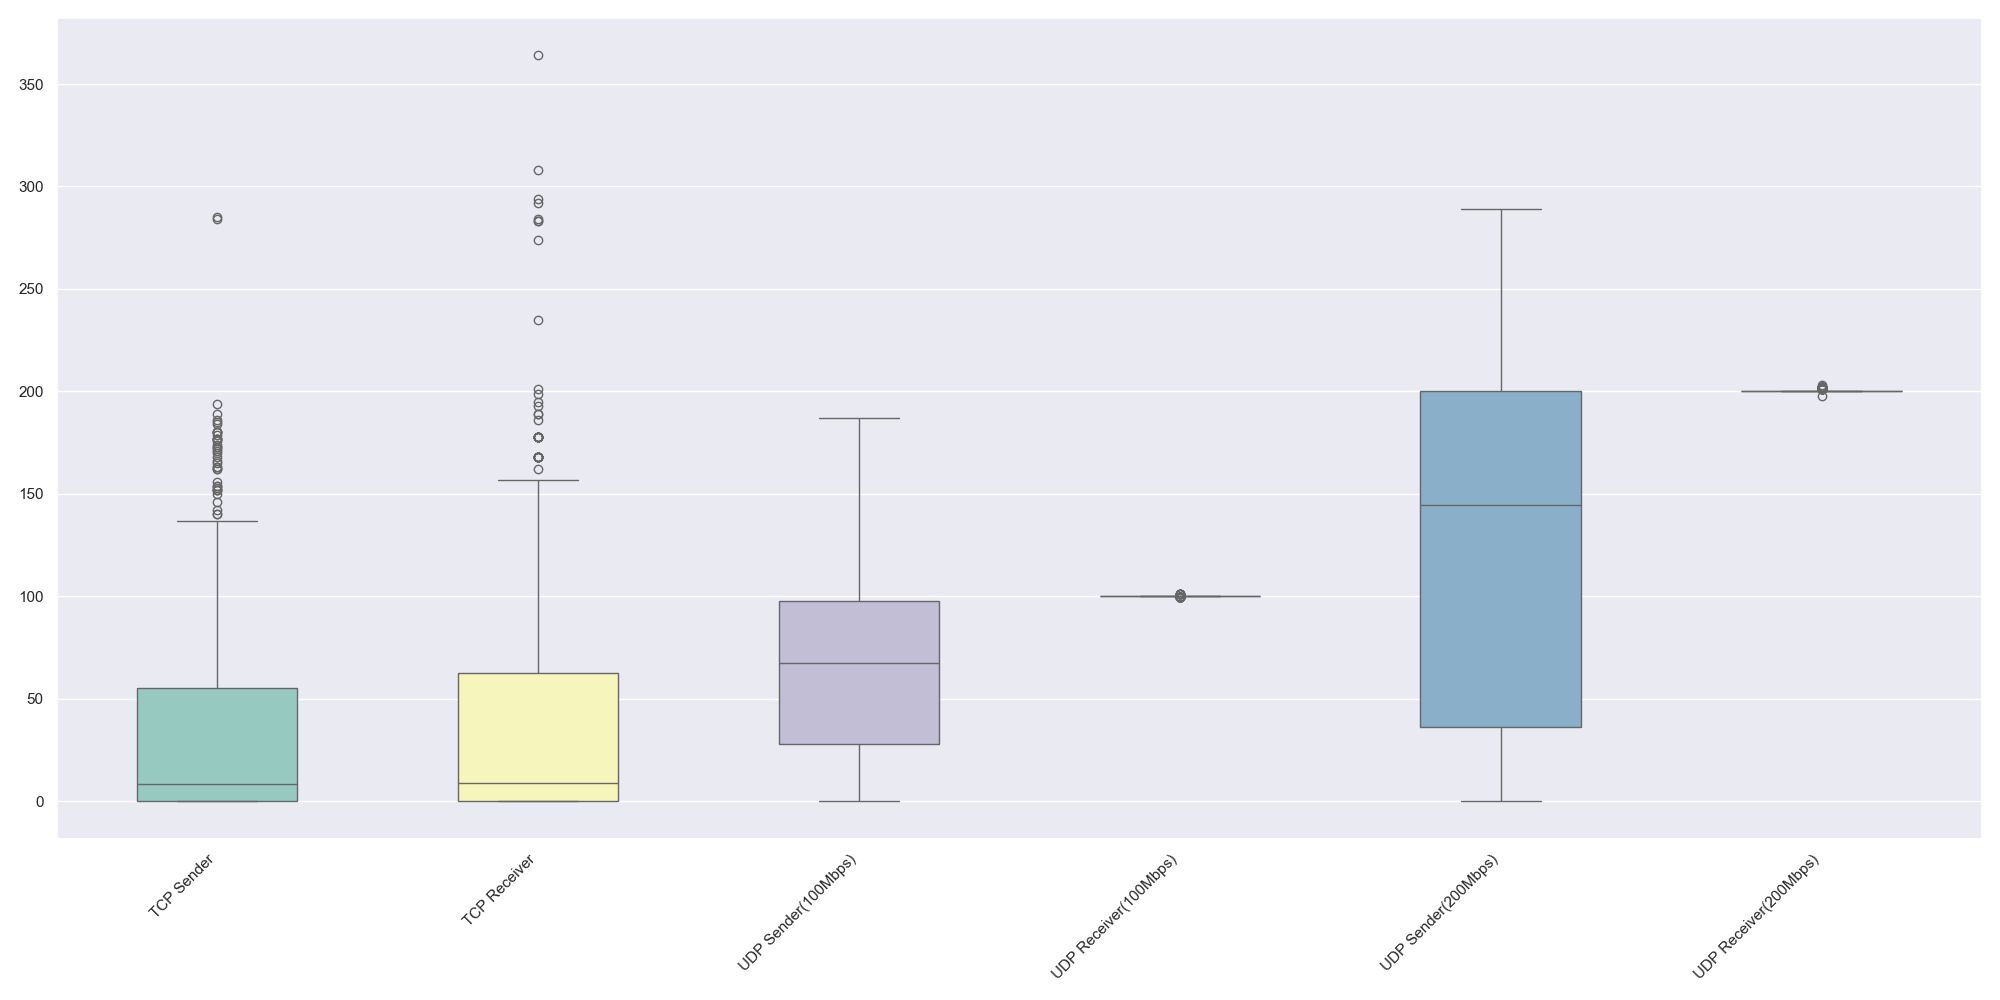 350
300
250
200
150
100
50
0
TCP Sender
TCP Receiver
UDP Sender(100Mbps)
UDP Receiver(100Mbps)
UDP Sender(200Mbps)
UDP Receiver(200Mbps)